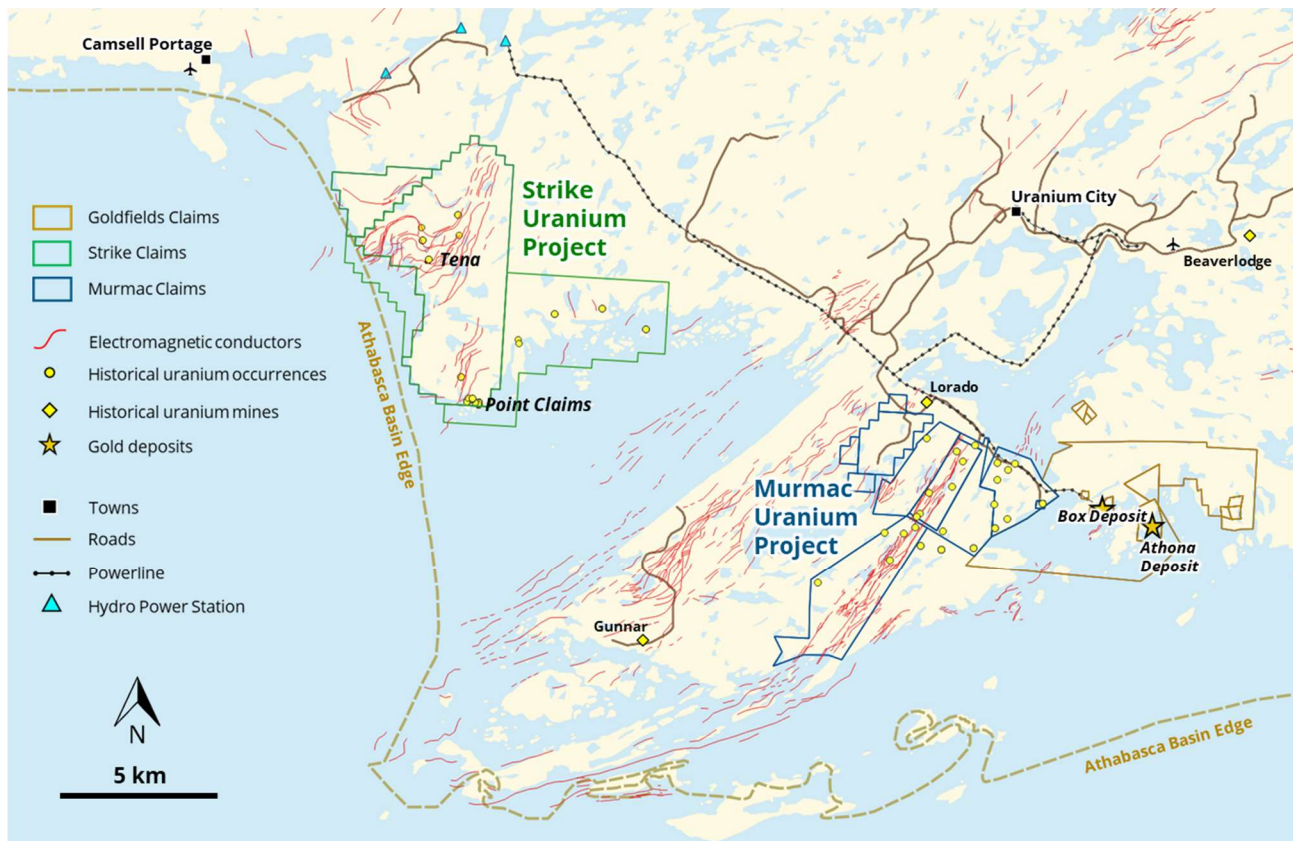 Camsell Portage
Strike
Uranium
Project
Uranium City
Beaverlodge
Goldfields Claims
Strike Claims
Murmac Claims
Tena
Electromagnetic conductors
Historical uranium occurrences
Historical uranium mines
Gold deposits
Athabasca Basin Edge
Point Claims
Lorado
Murmac
Uranium
Project
Box Deposit
Athona
Deposit
Towns
Roads
Powerline
Hydro Power Station
Gunnar
N
5 km
Athabasca Basin Edge